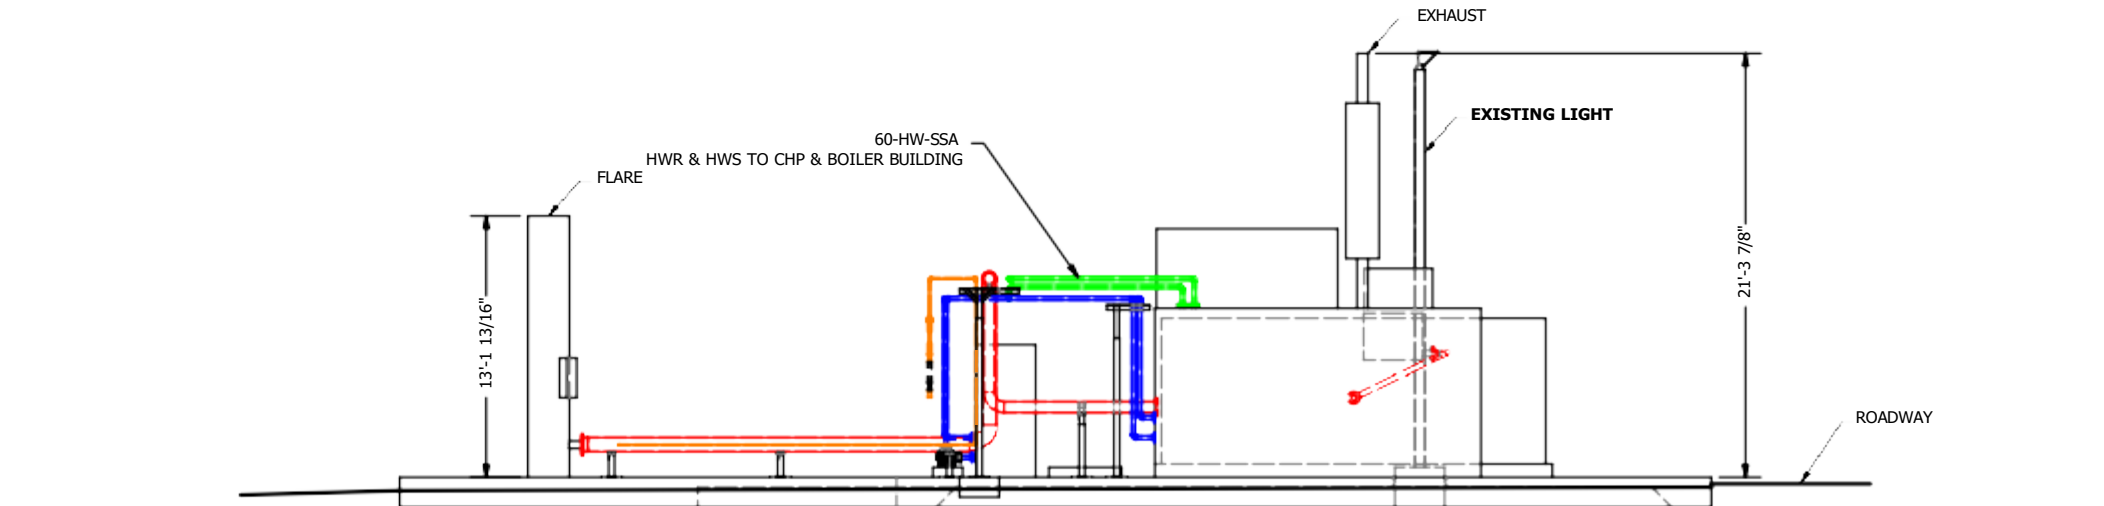 EXHAUST
EXISTING LIGHT
60-HW-SSA
HWR & HWS TO CHP & BOILER BUILDING
FLARE
21'-3 7/8"
13'-1 13/16"
ROADWAY